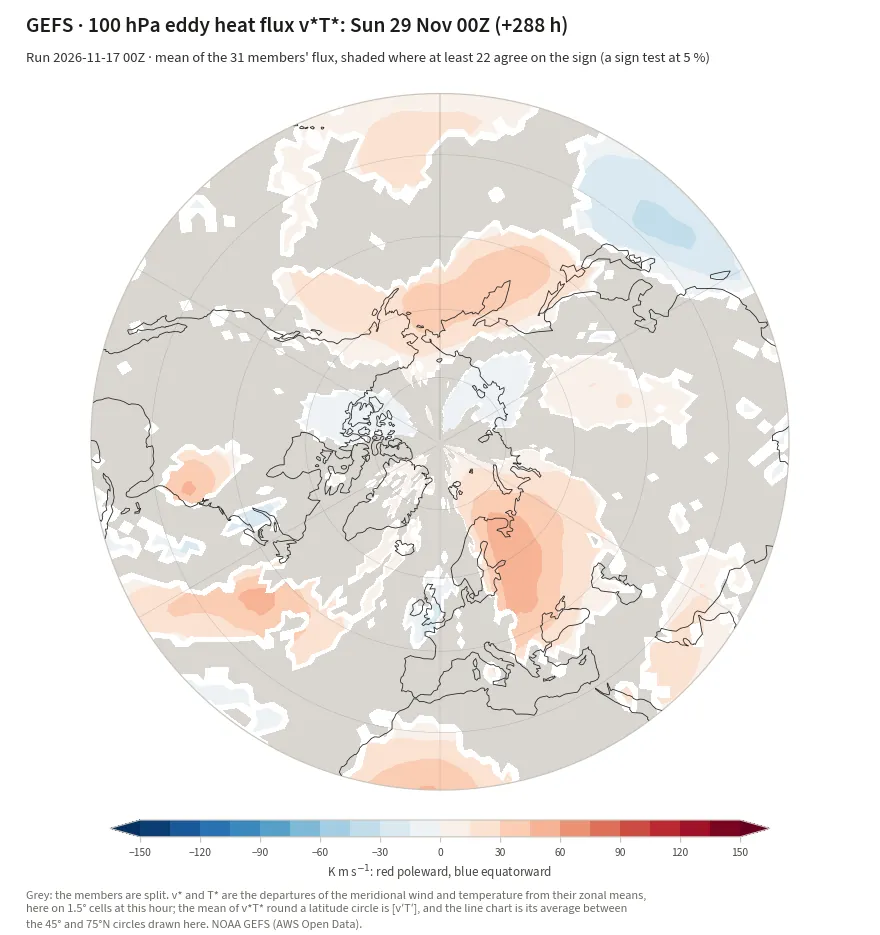 GEFS · 100 hPa eddy heat flux v*T*: Sun 29 Nov 00Z (+288 h)
Run 2026-11-17 00Z · mean of the 31 members' flux, shaded where at least 22 agree on the sign (a sign test at 5 %)
−150 −120 −90 −60 −30 0 30 60 90 120 150
K m s⁻¹: red poleward, blue equatorward
Grey: the members are split. v* and T* are the departures of the meridional wind and temperature from their zonal means,
here on 1.5° cells at this hour; the mean of v*T* round a latitude circle is [v'T'], and the line chart is its average between
the 45° and 75°N circles drawn here. NOAA GEFS (AWS Open Data).